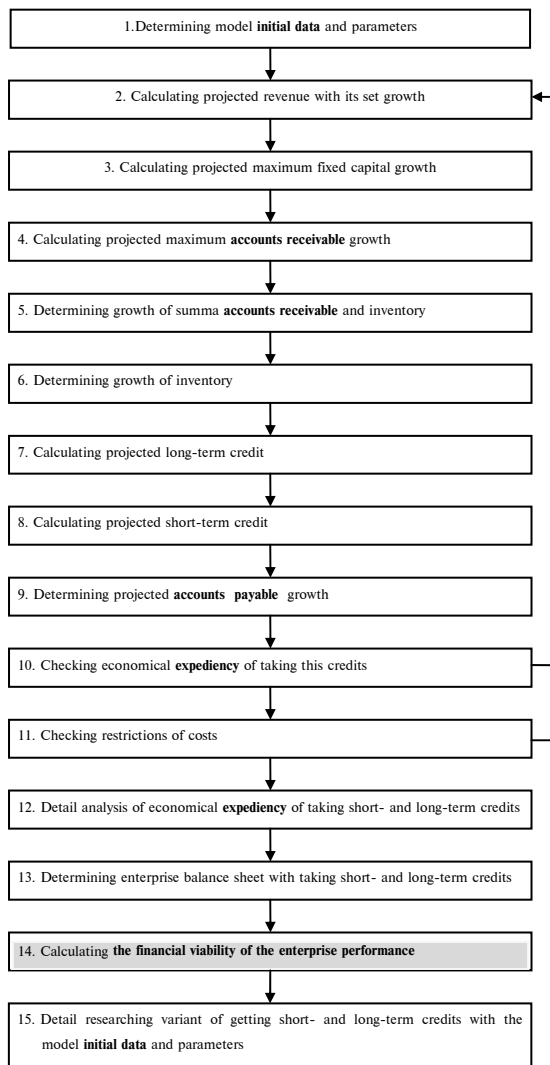 1.Determining model initial data and parameters
2. Calculating projected revenue with its set growth
3. Calculating projected maximum fixed capital growth
4. Calculating projected maximum accounts receivable growth
5. Determining growth of summa accounts receivable and inventory
6. Determining growth of inventory
7. Calculating projected long-term credit
8. Calculating projected short-term credit
9. Determining projected accounts payable growth
10. Checking economical expediency of taking this credits
11. Checking restrictions of costs
12. Detail analysis of economical expediency of taking short- and long-term credits
13. Determining enterprise balance sheet with taking short- and long-term credits
14. Calculating the financial viability of the enterprise performance
15. Detail researching variant of getting short- and long-term credits with the
model initial data and parameters